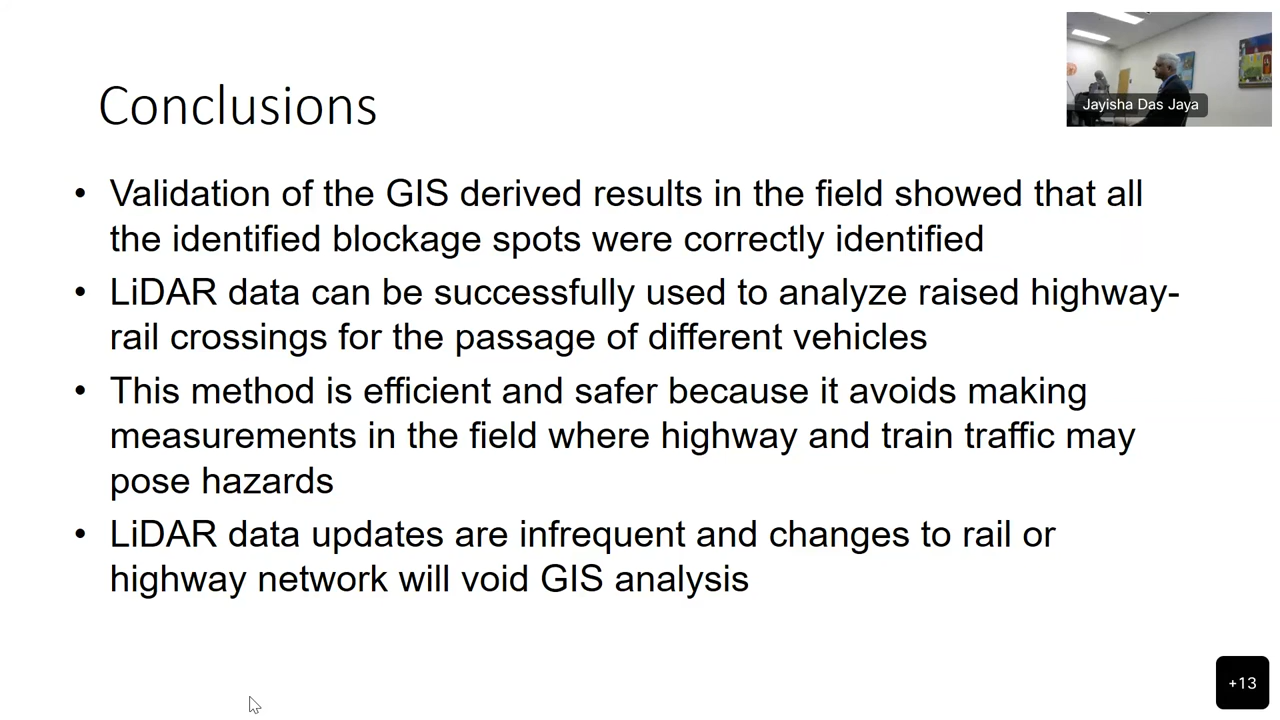 Conclusions
Jayisha Das Jaya
• Validation of the GIS derived results in the field showed that all
the identified blockage spots were correctly identified
• LiDAR data can be successfully used to analyze raised highway-
rail crossings for the passage of different vehicles
• This method is efficient and safer because it avoids making
measurements in the field where highway and train traffic may
pose hazards
• LiDAR data updates are infrequent and changes to rail or
highway network will void GIS analysis
+13